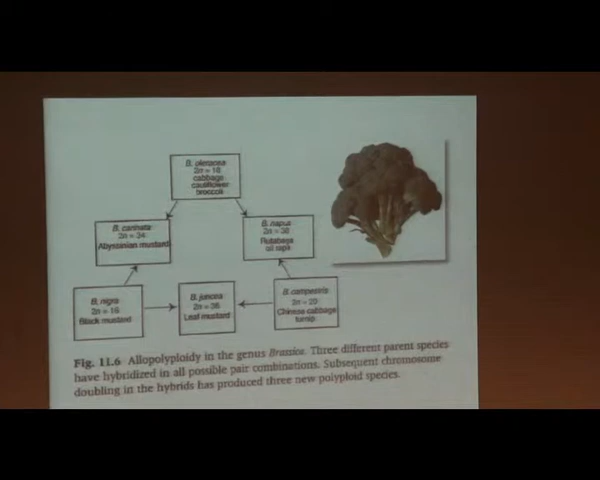 B. oleracea
2n = 18
cabbage
cauliflower
broccoli
B. carinata
2n = 34
Abyssinian mustard
B. napus
2n = 38
Rutabaga
oil rape
B. nigra
2n = 16
Black mustard
B. juncea
2n = 36
Leaf mustard
B. campestris
2n = 20
Chinese cabbage
turnip
Fig. 11.6 Allopolyploidy in the genus Brassica. Three different parent species
have hybridized in all possible pair combinations. Subsequent chromosome
doubling in the hybrids has produced three new polyploid species.